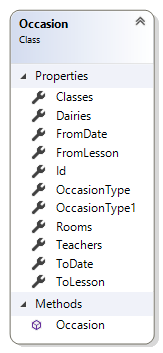 Occasion
Class
Properties
Classes
Dairies
FromDate
FromLesson
Id
OccasionType
OccasionType1
Rooms
Teachers
ToDate
ToLesson
Methods
Occasion